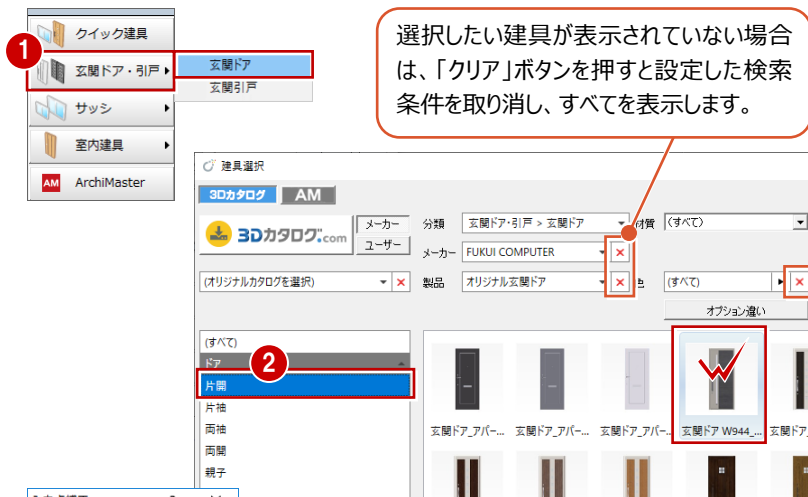 クイック建具
1
玄関ドア・引戸
玄関ドア
玄関引戸
サッシ
室内建具
AM ArchiMaster
選択したい建具が表示されていない場合
は、「クリア」ボタンを押すと設定した検索
条件を取り消し、すべてを表示します。
建具選択
3Dカタログ AM
3Dカタログ.com
メーカー
ユーザー
分類 玄関ドア・引戸 > 玄関ドア 材質 (すべて)
メーカー FUKUI COMPUTER
(オリジナルカタログを選択) 製品 オリジナル玄関ドア 色 (すべて)
オプション違い
(すべて)
ドア
2
片開
片袖
両袖
両開
親子
玄関ドア_アバー... 玄関ドア_アバー... 玄関ドア_アバー... 玄関ドア W944_... 玄関ドア